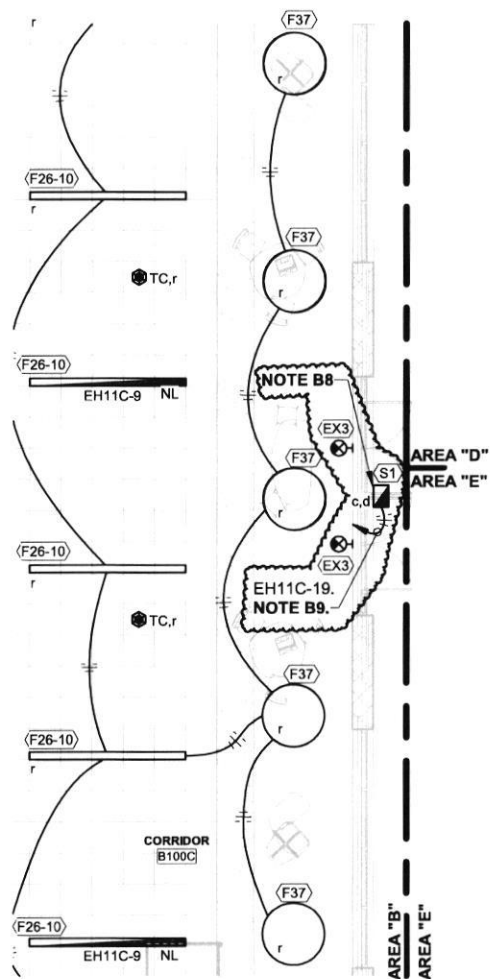 r
F37
r
F26-10
r
F37
r
TC,r
F26-10
EH11C-9 NL
NOTE B8
EX3
AREA "D"
AREA "E"
S1
c,d
F37
EX3
EH11C-19.
NOTE B9.
F26-10
TC,r
F37
r
F26-10
r
CORRIDOR
B100C
F37
r
F26-10
EH11C-9 NL
AREA "B"
AREA "E"